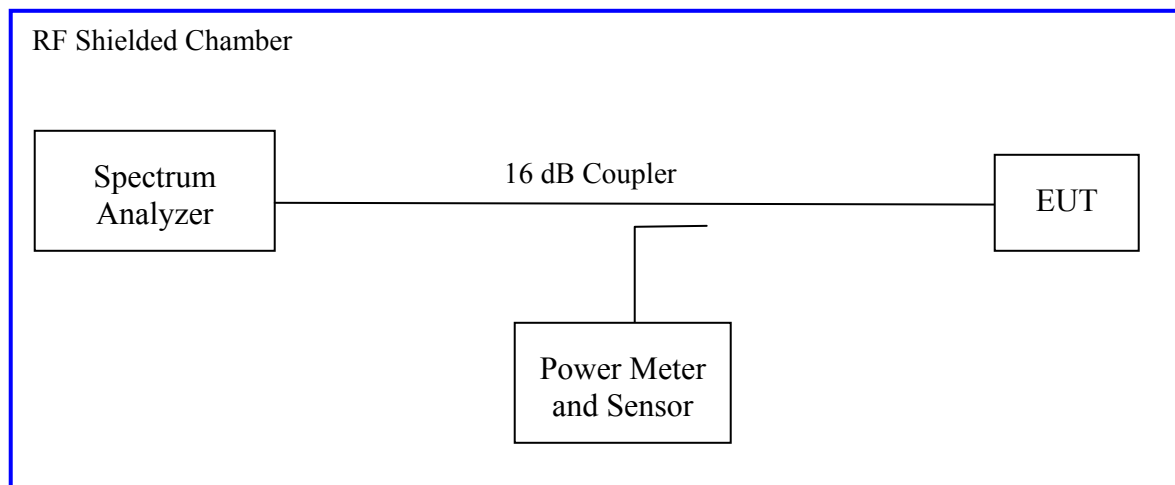 RF Shielded Chamber
Spectrum
Analyzer
16 dB Coupler
EUT
Power Meter
and Sensor